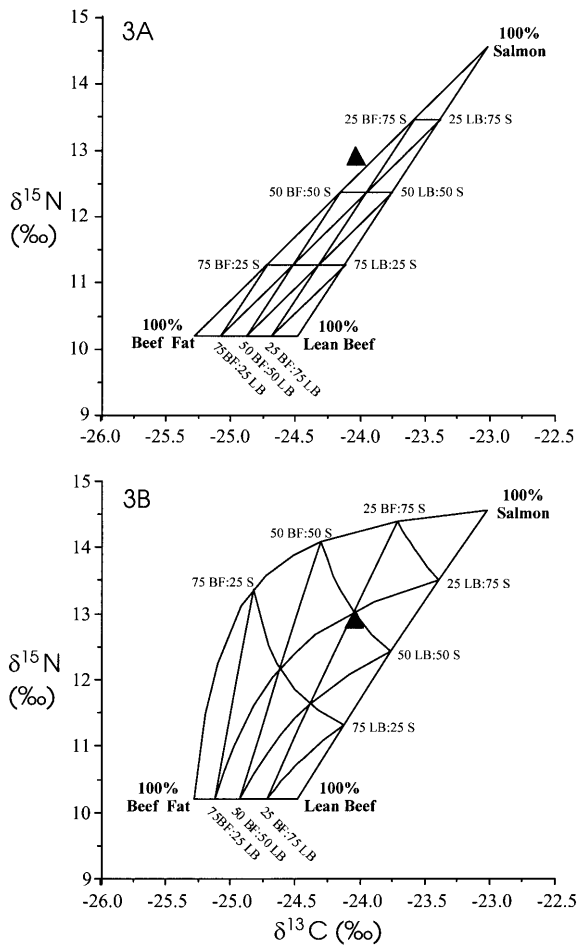 3A
15
14
13
12
11
10
9
δ¹⁵N
(‰)
100%
Salmon
25 BF:75 S
25 LB:75 S
50 BF:50 S
50 LB:50 S
75 BF:25 S
75 LB:25 S
100%
Beef Fat
100%
Lean Beef
75BF:25 LB
50 BF:50 LB
25 BF:75 LB
-26.0 -25.5 -25.0 -24.5 -24.0 -23.5 -23.0 -22.5
3B
15
14
13
12
11
10
9
δ¹⁵N
(‰)
100%
Salmon
25 BF:75 S
50 BF:50 S
75 BF:25 S
25 LB:75 S
50 LB:50 S
75 LB:25 S
100%
Beef Fat
100%
Lean Beef
75BF:25 LB
50 BF:50 LB
25 BF:75 LB
-26.0 -25.5 -25.0 -24.5 -24.0 -23.5 -23.0 -22.5
δ¹³C (‰)